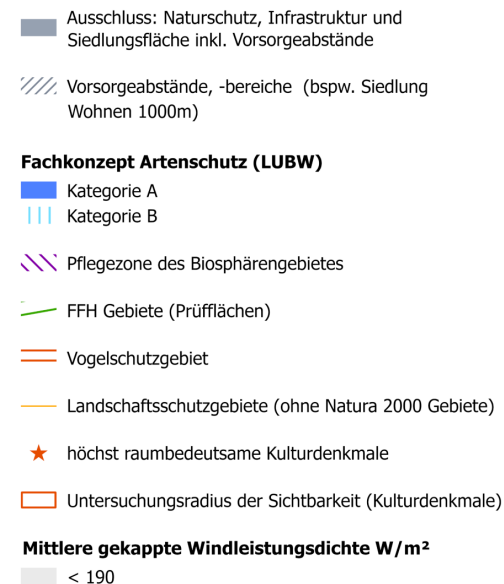 Ausschluss: Naturschutz, Infrastruktur und
Siedlungsfläche inkl. Vorsorgeabstände
Vorsorgeabstände, -bereiche (bspw. Siedlung
Wohnen 1000m)
Fachkonzept Artenschutz (LUBW)
Kategorie A
Kategorie B
Pflegezone des Biosphärengebietes
FFH Gebiete (Prüfflächen)
Vogelschutzgebiet
Landschaftsschutzgebiete (ohne Natura 2000 Gebiete)
höchst raumbedeutsame Kulturdenkmale
Untersuchungsradius der Sichtbarkeit (Kulturdenkmale)
Mittlere gekappte Windleistungsdichte W/m²
< 190